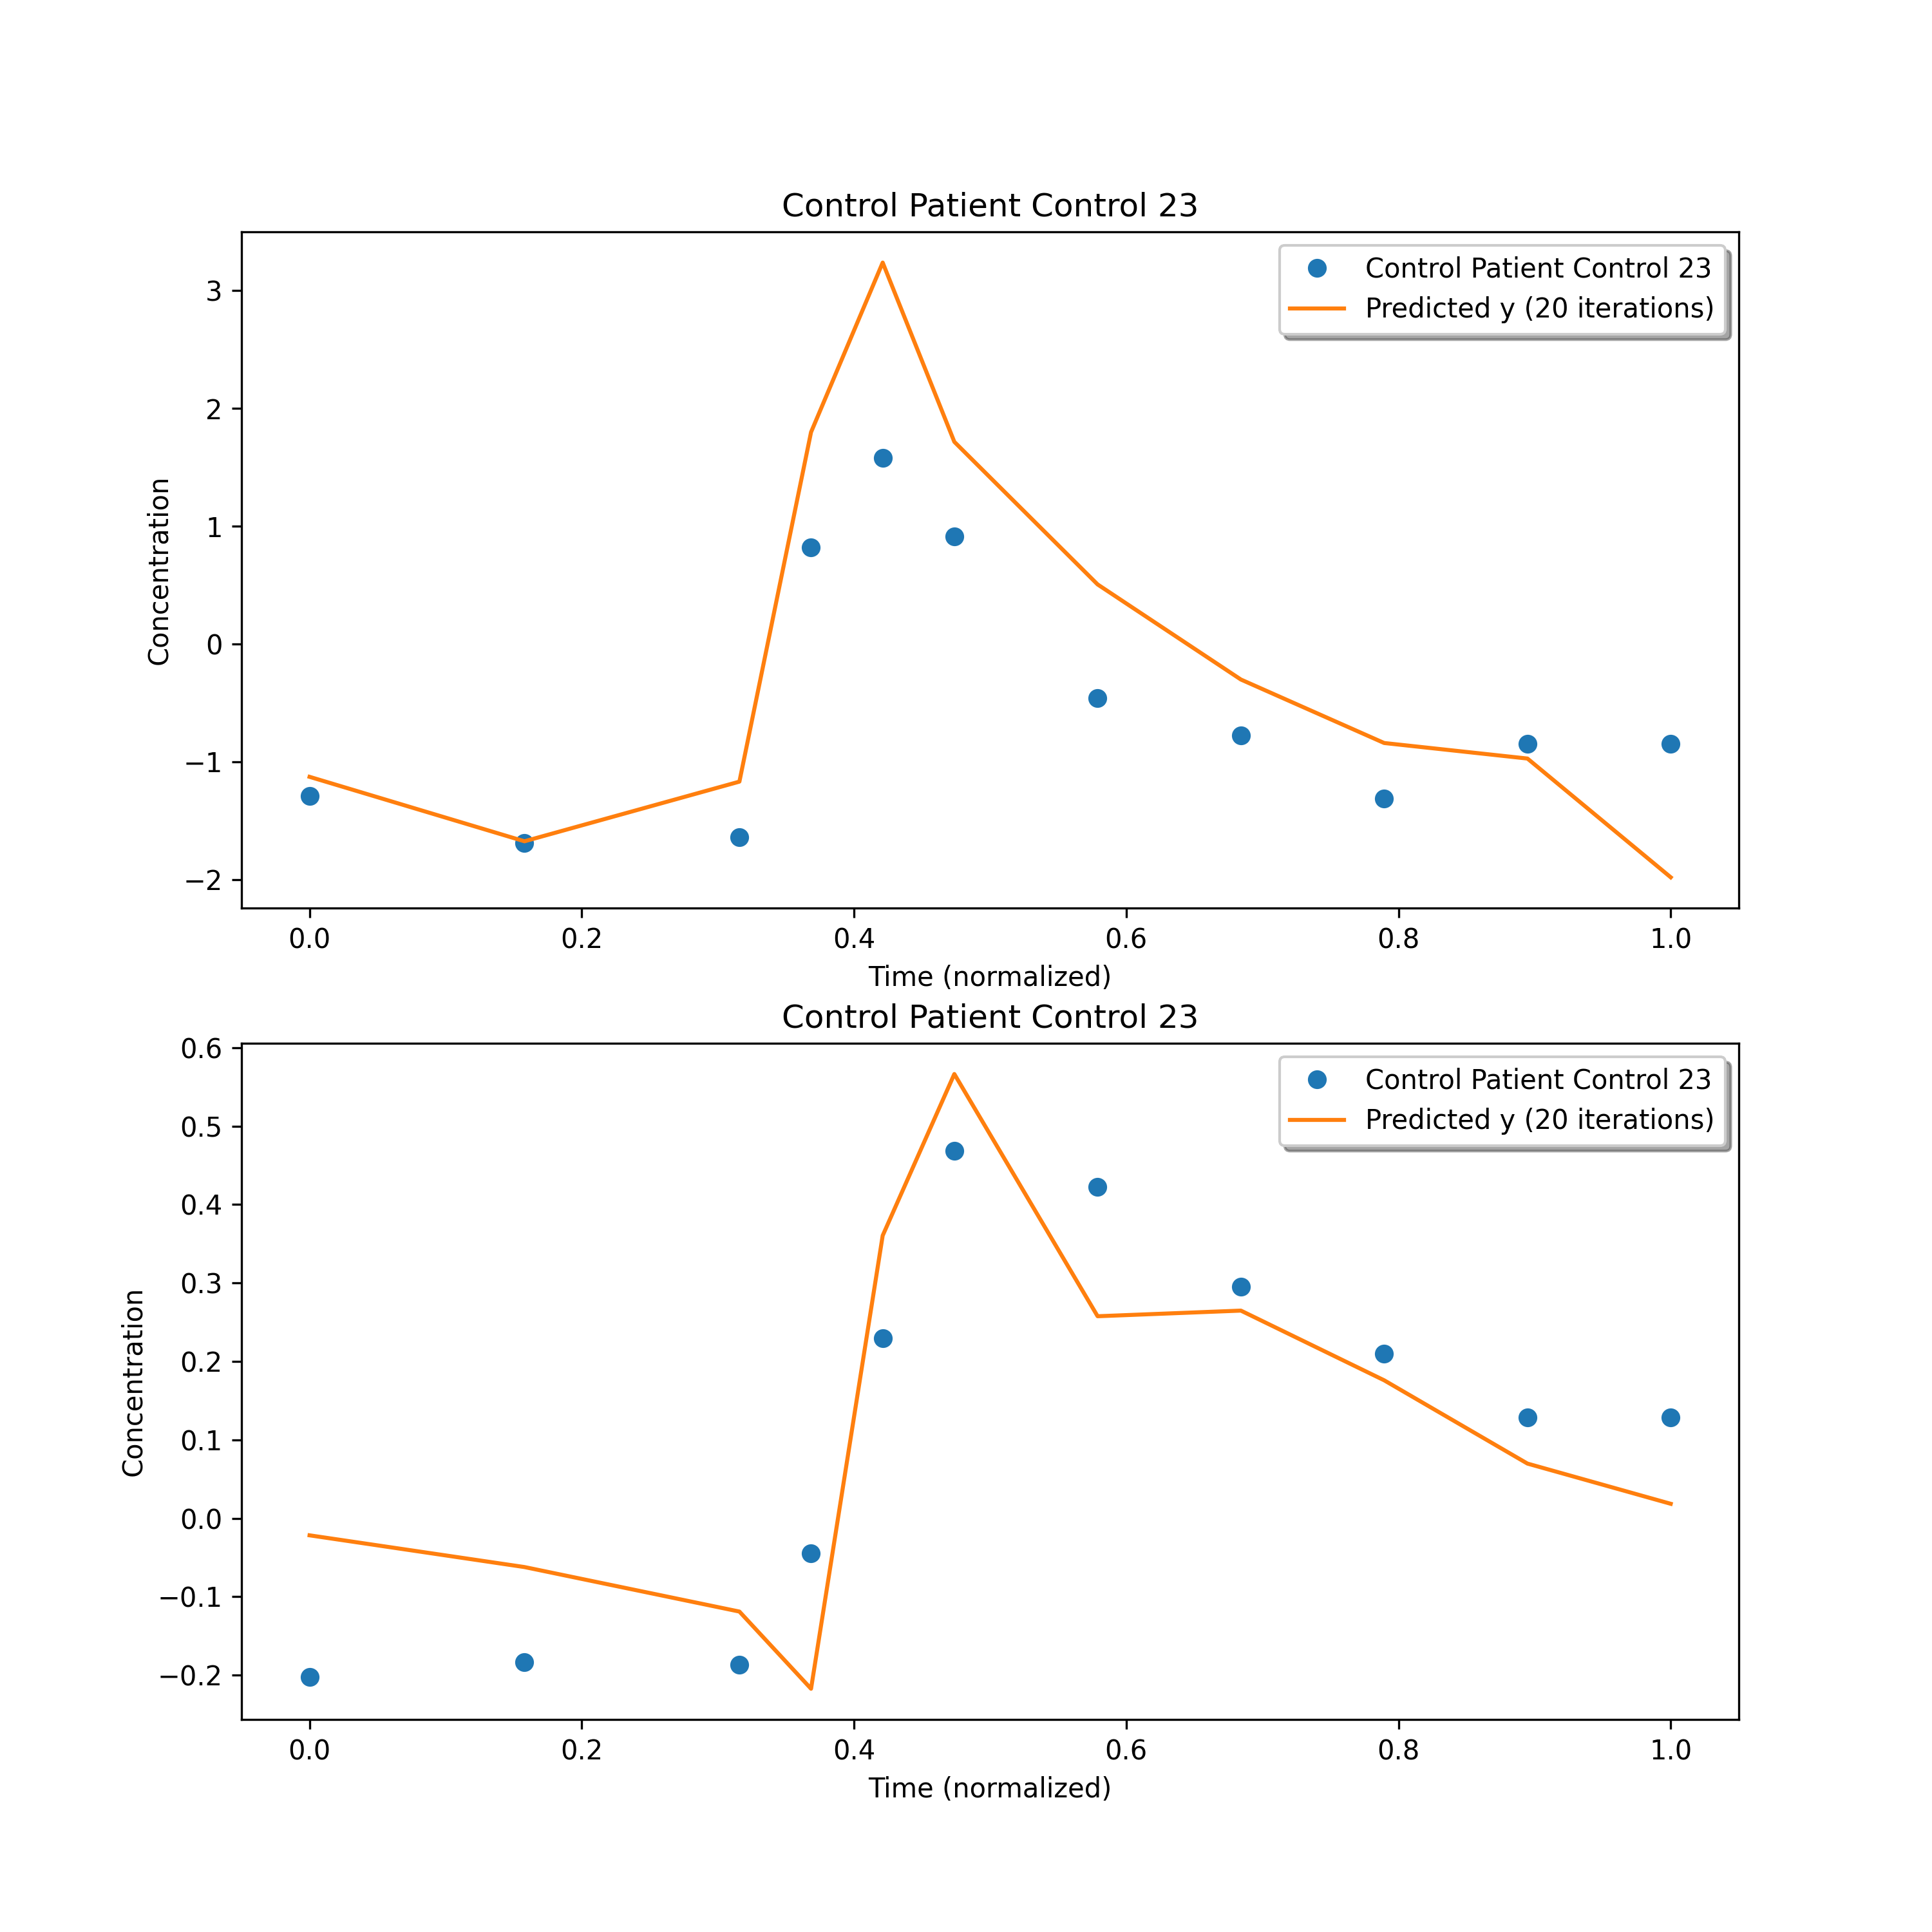 Control Patient Control 23
Control Patient Control 23
Predicted y (20 iterations)
3
2
1
0
−1
−2
Concentration
0.0 0.2 0.4 0.6 0.8 1.0
Time (normalized)
Control Patient Control 23
Control Patient Control 23
Predicted y (20 iterations)
0.6
0.5
0.4
0.3
0.2
0.1
0.0
−0.1
−0.2
Concentration
0.0 0.2 0.4 0.6 0.8 1.0
Time (normalized)